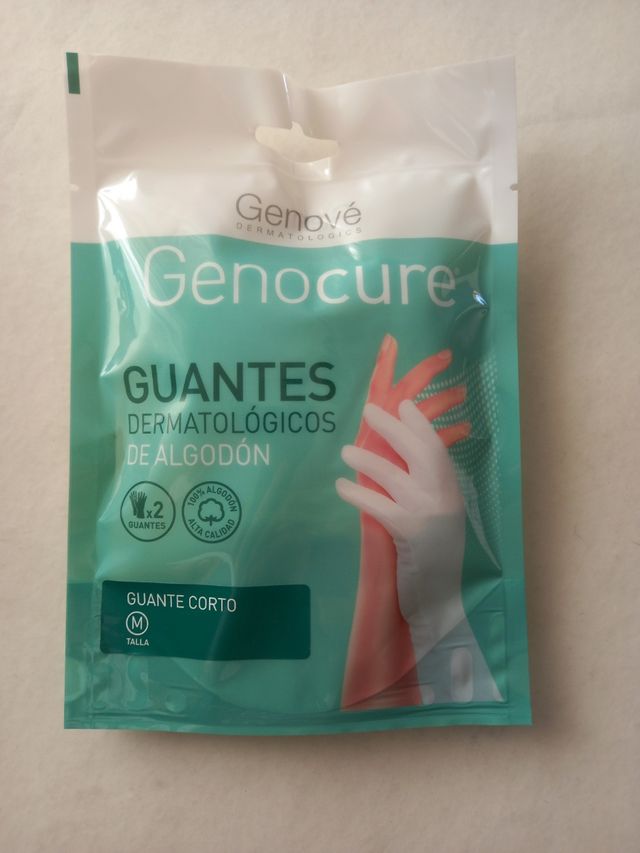 Genové
DERMATOLOGICS
Genocure®
GUANTES
DERMATOLÓGICOS
DE ALGODÓN
x2
GUANTES
100% ALGODÓN
ALTA CALIDAD
GUANTE CORTO
M
TALLA